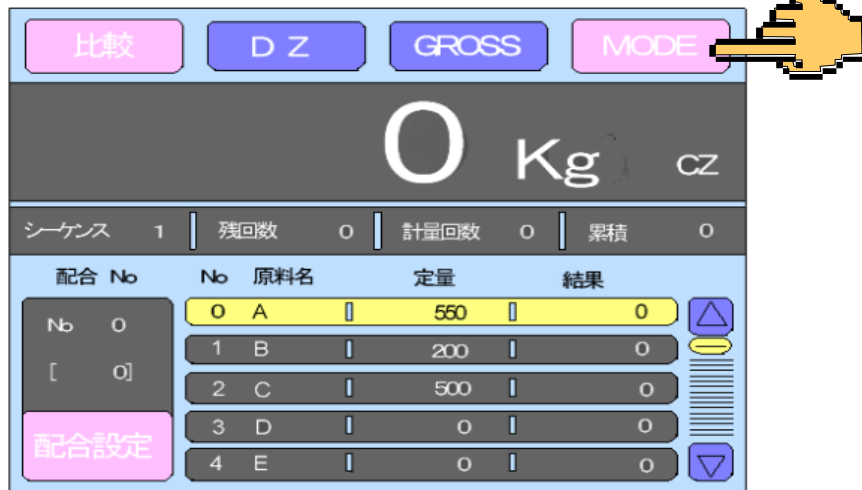 比較 D Z GROSS MODE
0 Kg CZ
シーケンス 1 残回数 0 計量回数 0 累積 0
配合 No No 原料名 定量 結果
No 0
[ 0]
配合設定
0 A 550 0
1 B 200 0
2 C 500 0
3 D 0 0
4 E 0 0